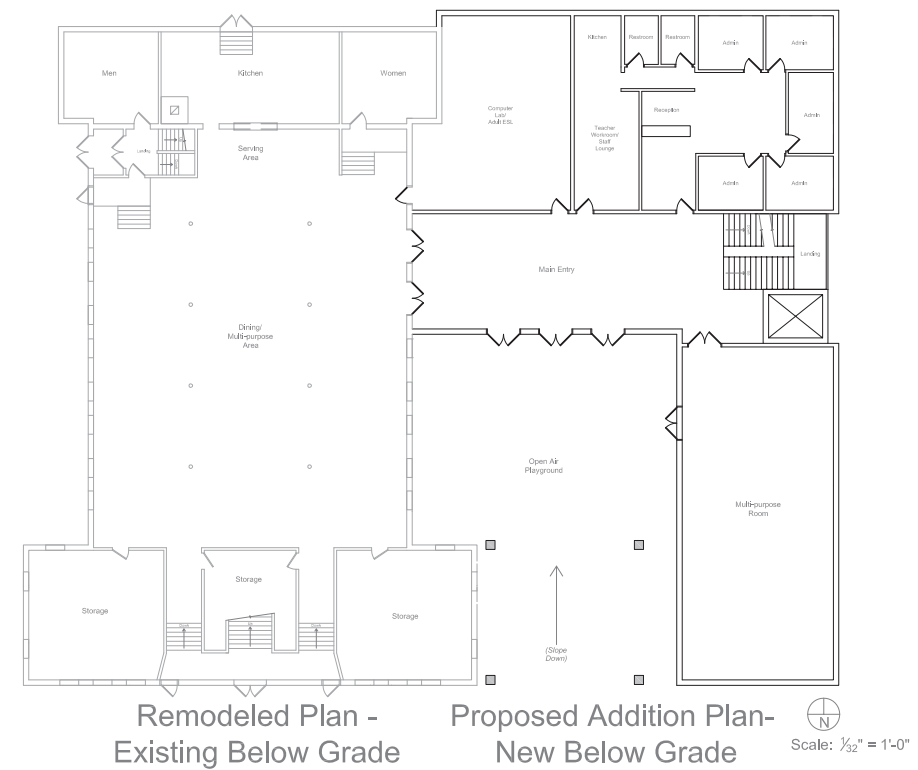 Men
Kitchen
Women
Landing
Serving
Area
Dining/
Multi-purpose
Area
Storage
Storage
Storage
Computer
Lab/
Adult ESL
Kitchen
Restroom
Restroom
Admin
Admin
Reception
Admin
Teacher
Workroom/
Staff
Lounge
Admin
Admin
Main Entry
Landing
Open Air
Playground
Multi-purpose
Room
(Slope
Down)
Remodeled Plan -
Existing Below Grade
Proposed Addition Plan-
New Below Grade
N
Scale: 1⁄32" = 1'-0"